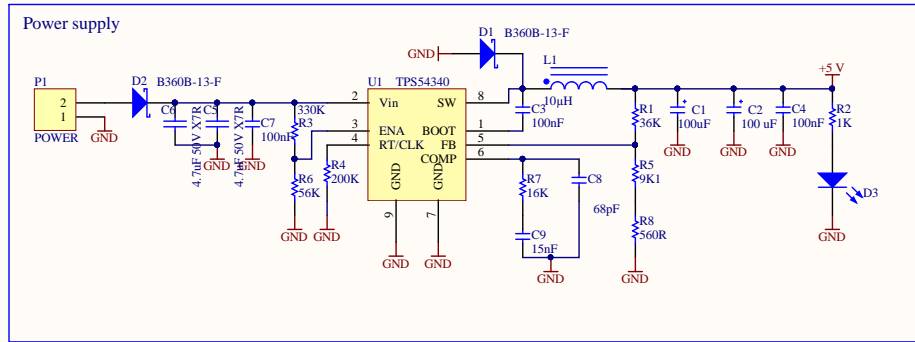 Power supply
P1
2
1
POWER
GND
D2
B360B-13-F
C6
4.7uF 50V X7R
C5
4.7uF 50V X7R
C7
100nF
GND
GND
R3
330K
R6
56K
GND
R4
200K
GND
U1
TPS54340
2
Vin
3
ENA
4
RT/CLK
GND
9
GND
GND
7
GND
SW
8
BOOT
1
FB
5
COMP
6
GND
D1
B360B-13-F
C3
100nF
L1
10µH
R7
16K
C9
15nF
C8
68pF
GND
R1
36K
R5
9K1
R8
560R
GND
C1
100uF
GND
C2
100 uF
GND
C4
100nF
GND
+5 V
R2
1K
D3
GND